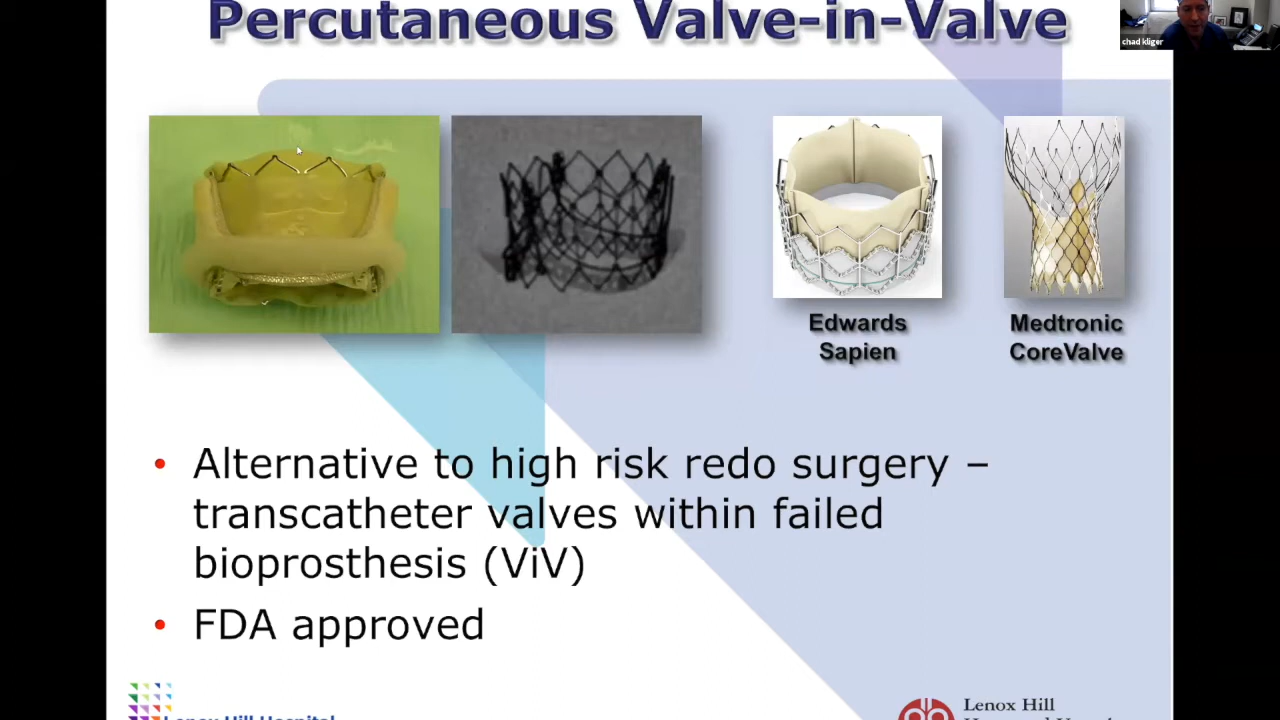 Percutaneous Valve-in-Valve
chad kliger
Edwards
Sapien
Medtronic
CoreValve
• Alternative to high risk redo surgery –
transcatheter valves within failed
bioprosthesis (ViV)
• FDA approved
Lenox Hill Hospital
Lenox Hill